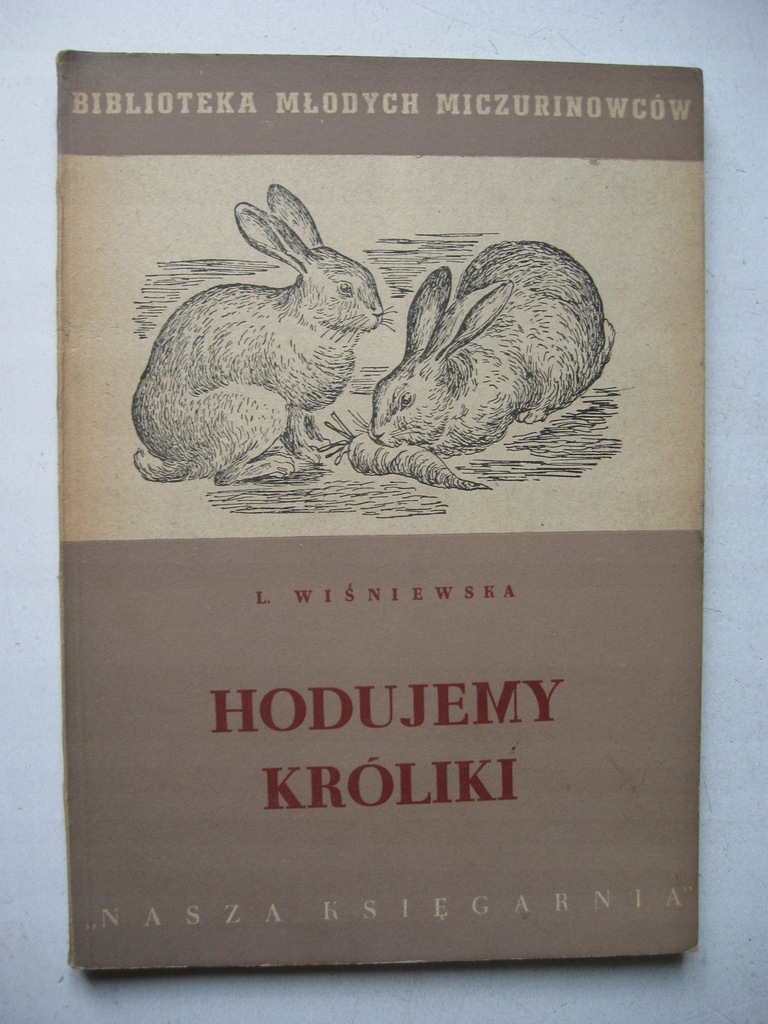 BIBLIOTEKA MŁODYCH MICZURINOWCÓW
L. WIŚNIEWSKA
HODUJEMY
KRÓLIKI
„NASZA KSIĘGARNIA"